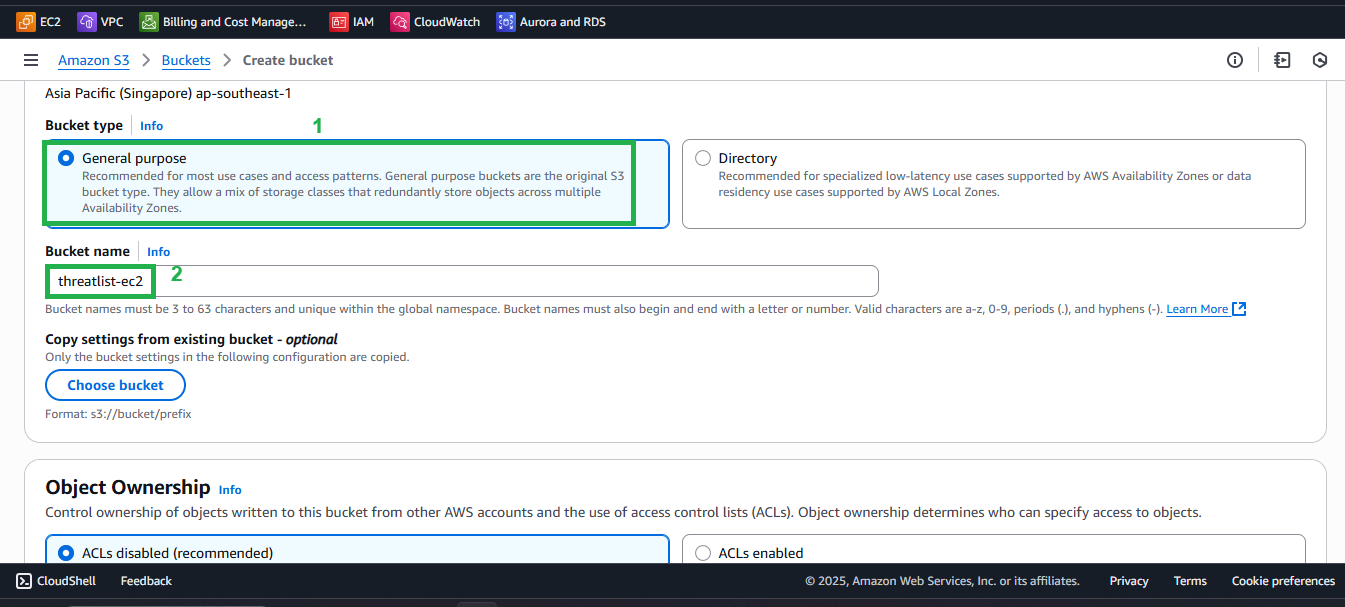 EC2 VPC Billing and Cost Manage... IAM CloudWatch Aurora and RDS
Amazon S3 > Buckets > Create bucket
Asia Pacific (Singapore) ap-southeast-1
Bucket type Info
1
General purpose
Recommended for most use cases and access patterns. General purpose buckets are the original S3
bucket type. They allow a mix of storage classes that redundantly store objects across multiple
Availability Zones.
Directory
Recommended for specialized low-latency use cases supported by AWS Availability Zones or data
residency use cases supported by AWS Local Zones.
Bucket name Info
threatlist-ec2
2
Bucket names must be 3 to 63 characters and unique within the global namespace. Bucket names must also begin and end with a letter or number. Valid characters are a-z, 0-9, periods (.), and hyphens (-). Learn More
Copy settings from existing bucket - optional
Only the bucket settings in the following configuration are copied.
Choose bucket
Format: s3://bucket/prefix
Object Ownership Info
Control ownership of objects written to this bucket from other AWS accounts and the use of access control lists (ACLs). Object ownership determines who can specify access to objects.
ACLs disabled (recommended)
ACLs enabled
CloudShell Feedback © 2025, Amazon Web Services, Inc. or its affiliates. Privacy Terms Cookie preferences